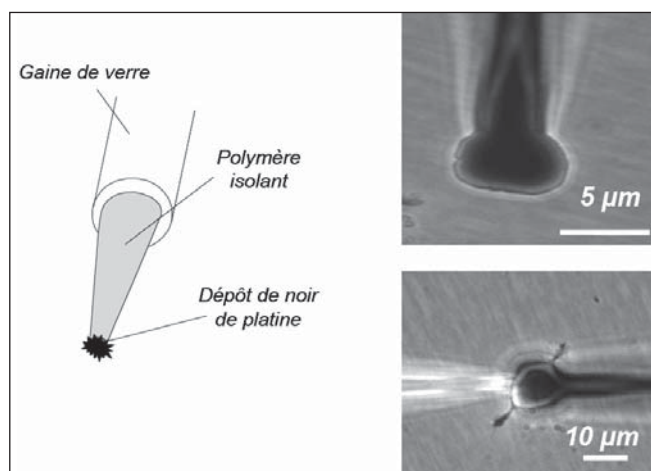 Gaine de verre
Polymère
isolant
Dépôt de noir
de platine
5 µm
10 µm